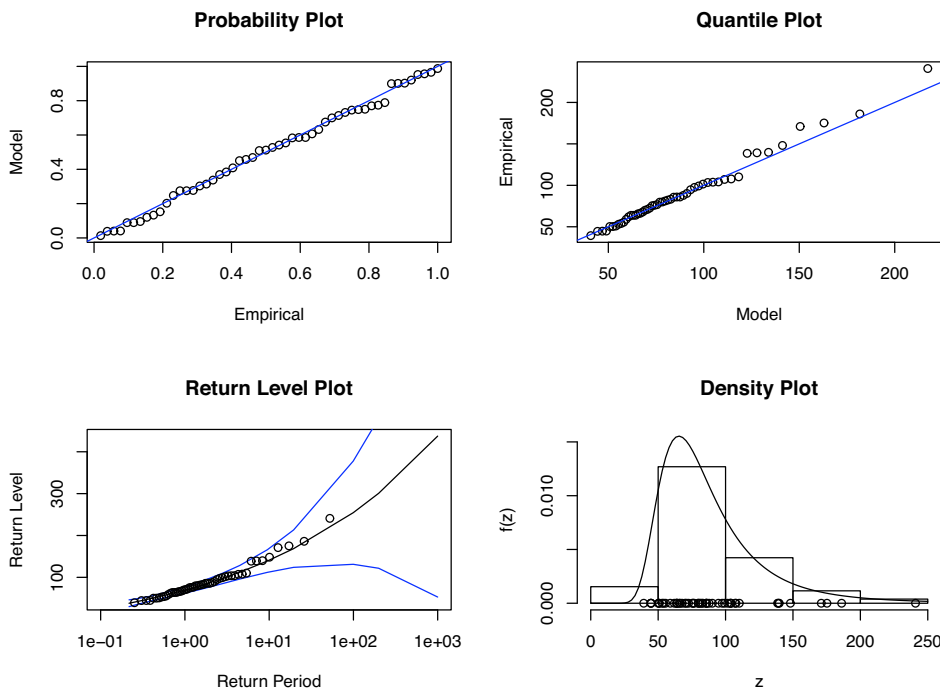 Probability Plot
Model
0.0
0.4
0.8
0.0 0.2 0.4 0.6 0.8 1.0
Empirical
Quantile Plot
Empirical
50
100
200
50 100 150 200
Model
Return Level Plot
Return Level
100
300
1e−01 1e+00 1e+01 1e+02 1e+03
Return Period
Density Plot
f(z)
0.000
0.010
0 50 100 150 200 250
z